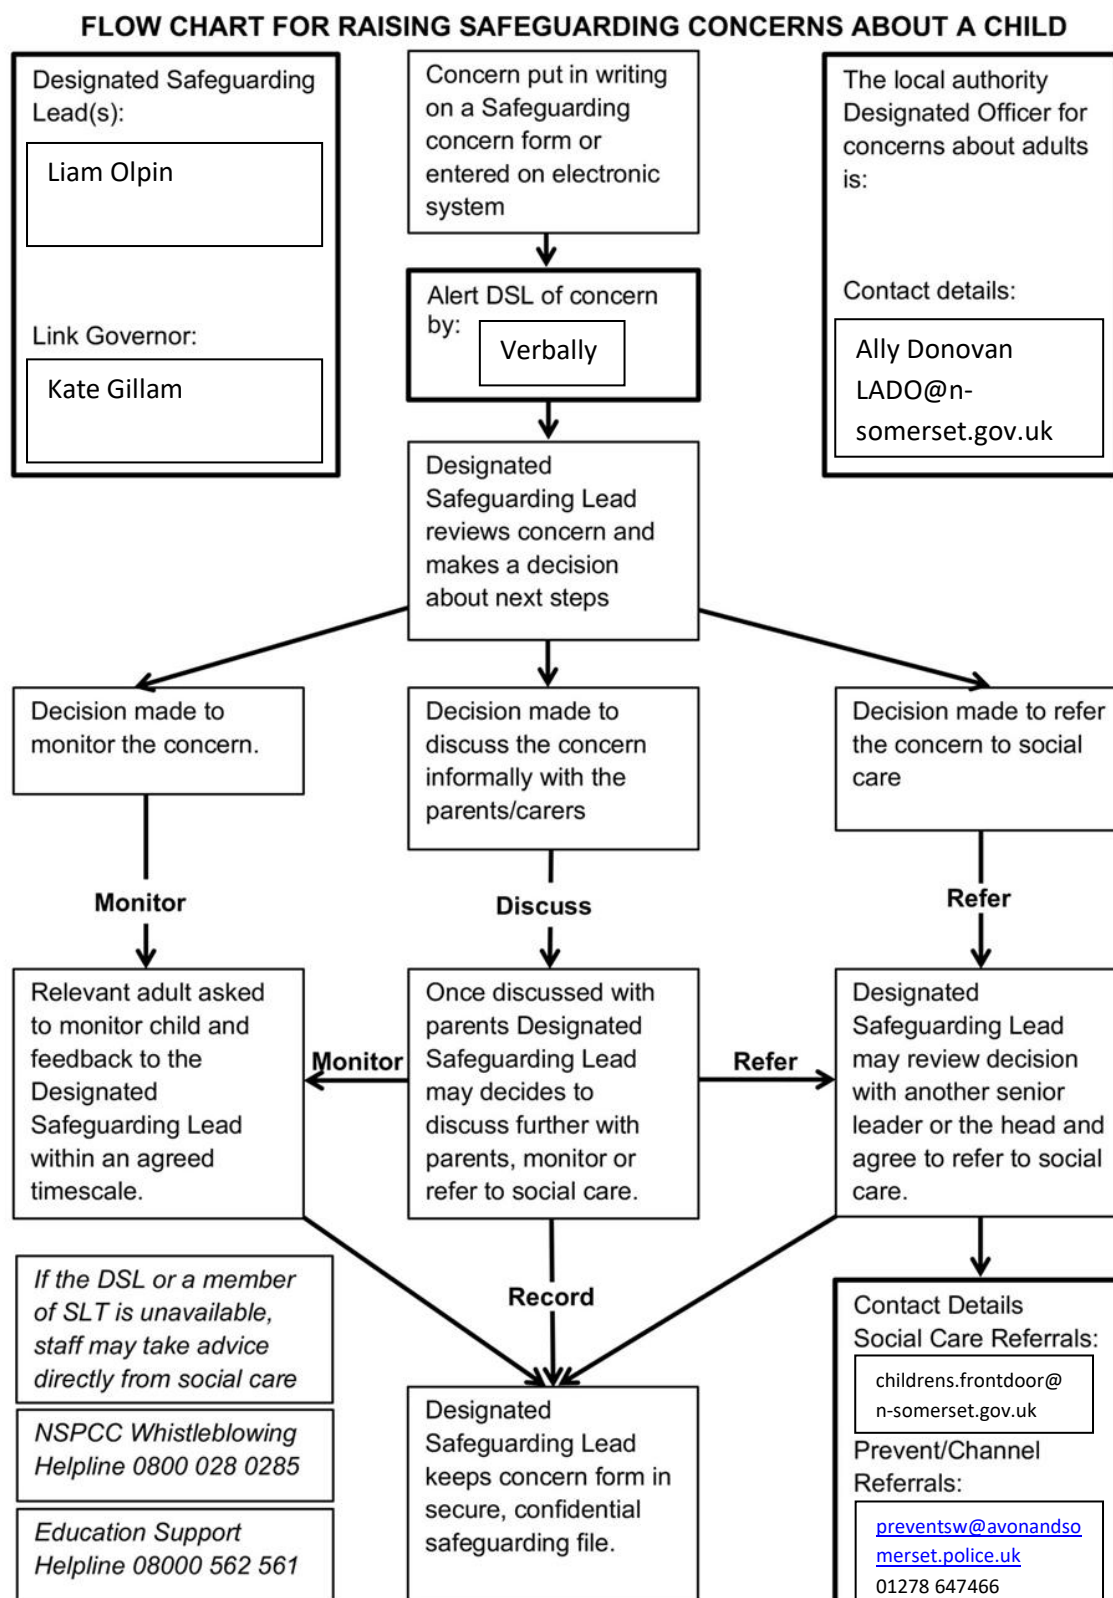 FLOW CHART FOR RAISING SAFEGUARDING CONCERNS ABOUT A CHILD
Designated Safeguarding
Lead(s):
Liam Olpin
Link Governor:
Kate Gillam
Concern put in writing
on a Safeguarding
concern form or
entered on electronic
system
Alert DSL of concern
by:
Verbally
The local authority
Designated Officer for
concerns about adults
is:
Contact details:
Ally Donovan
LADO@n-
somerset.gov.uk
Designated
Safeguarding Lead
reviews concern and
makes a decision
about next steps
Decision made to
monitor the concern.
Decision made to
discuss the concern
informally with the
parents/carers
Decision made to refer
the concern to social
care
Monitor
Discuss
Refer
Relevant adult asked
to monitor child and
feedback to the
Designated
Safeguarding Lead
within an agreed
timescale.
Monitor
Once discussed with
parents Designated
Safeguarding Lead
may decides to
discuss further with
parents, monitor or
refer to social care.
Refer
Designated
Safeguarding Lead
may review decision
with another senior
leader or the head and
agree to refer to social
care.
If the DSL or a member
of SLT is unavailable,
staff may take advice
directly from social care
NSPCC Whistleblowing
Helpline 0800 028 0285
Education Support
Helpline 08000 562 561
Record
Designated
Safeguarding Lead
keeps concern form in
secure, confidential
safeguarding file.
Contact Details
Social Care Referrals:
childrens.frontdoor@
n-somerset.gov.uk
Prevent/Channel
Referrals:
preventsw@avonandso
merset.police.uk
01278 647466